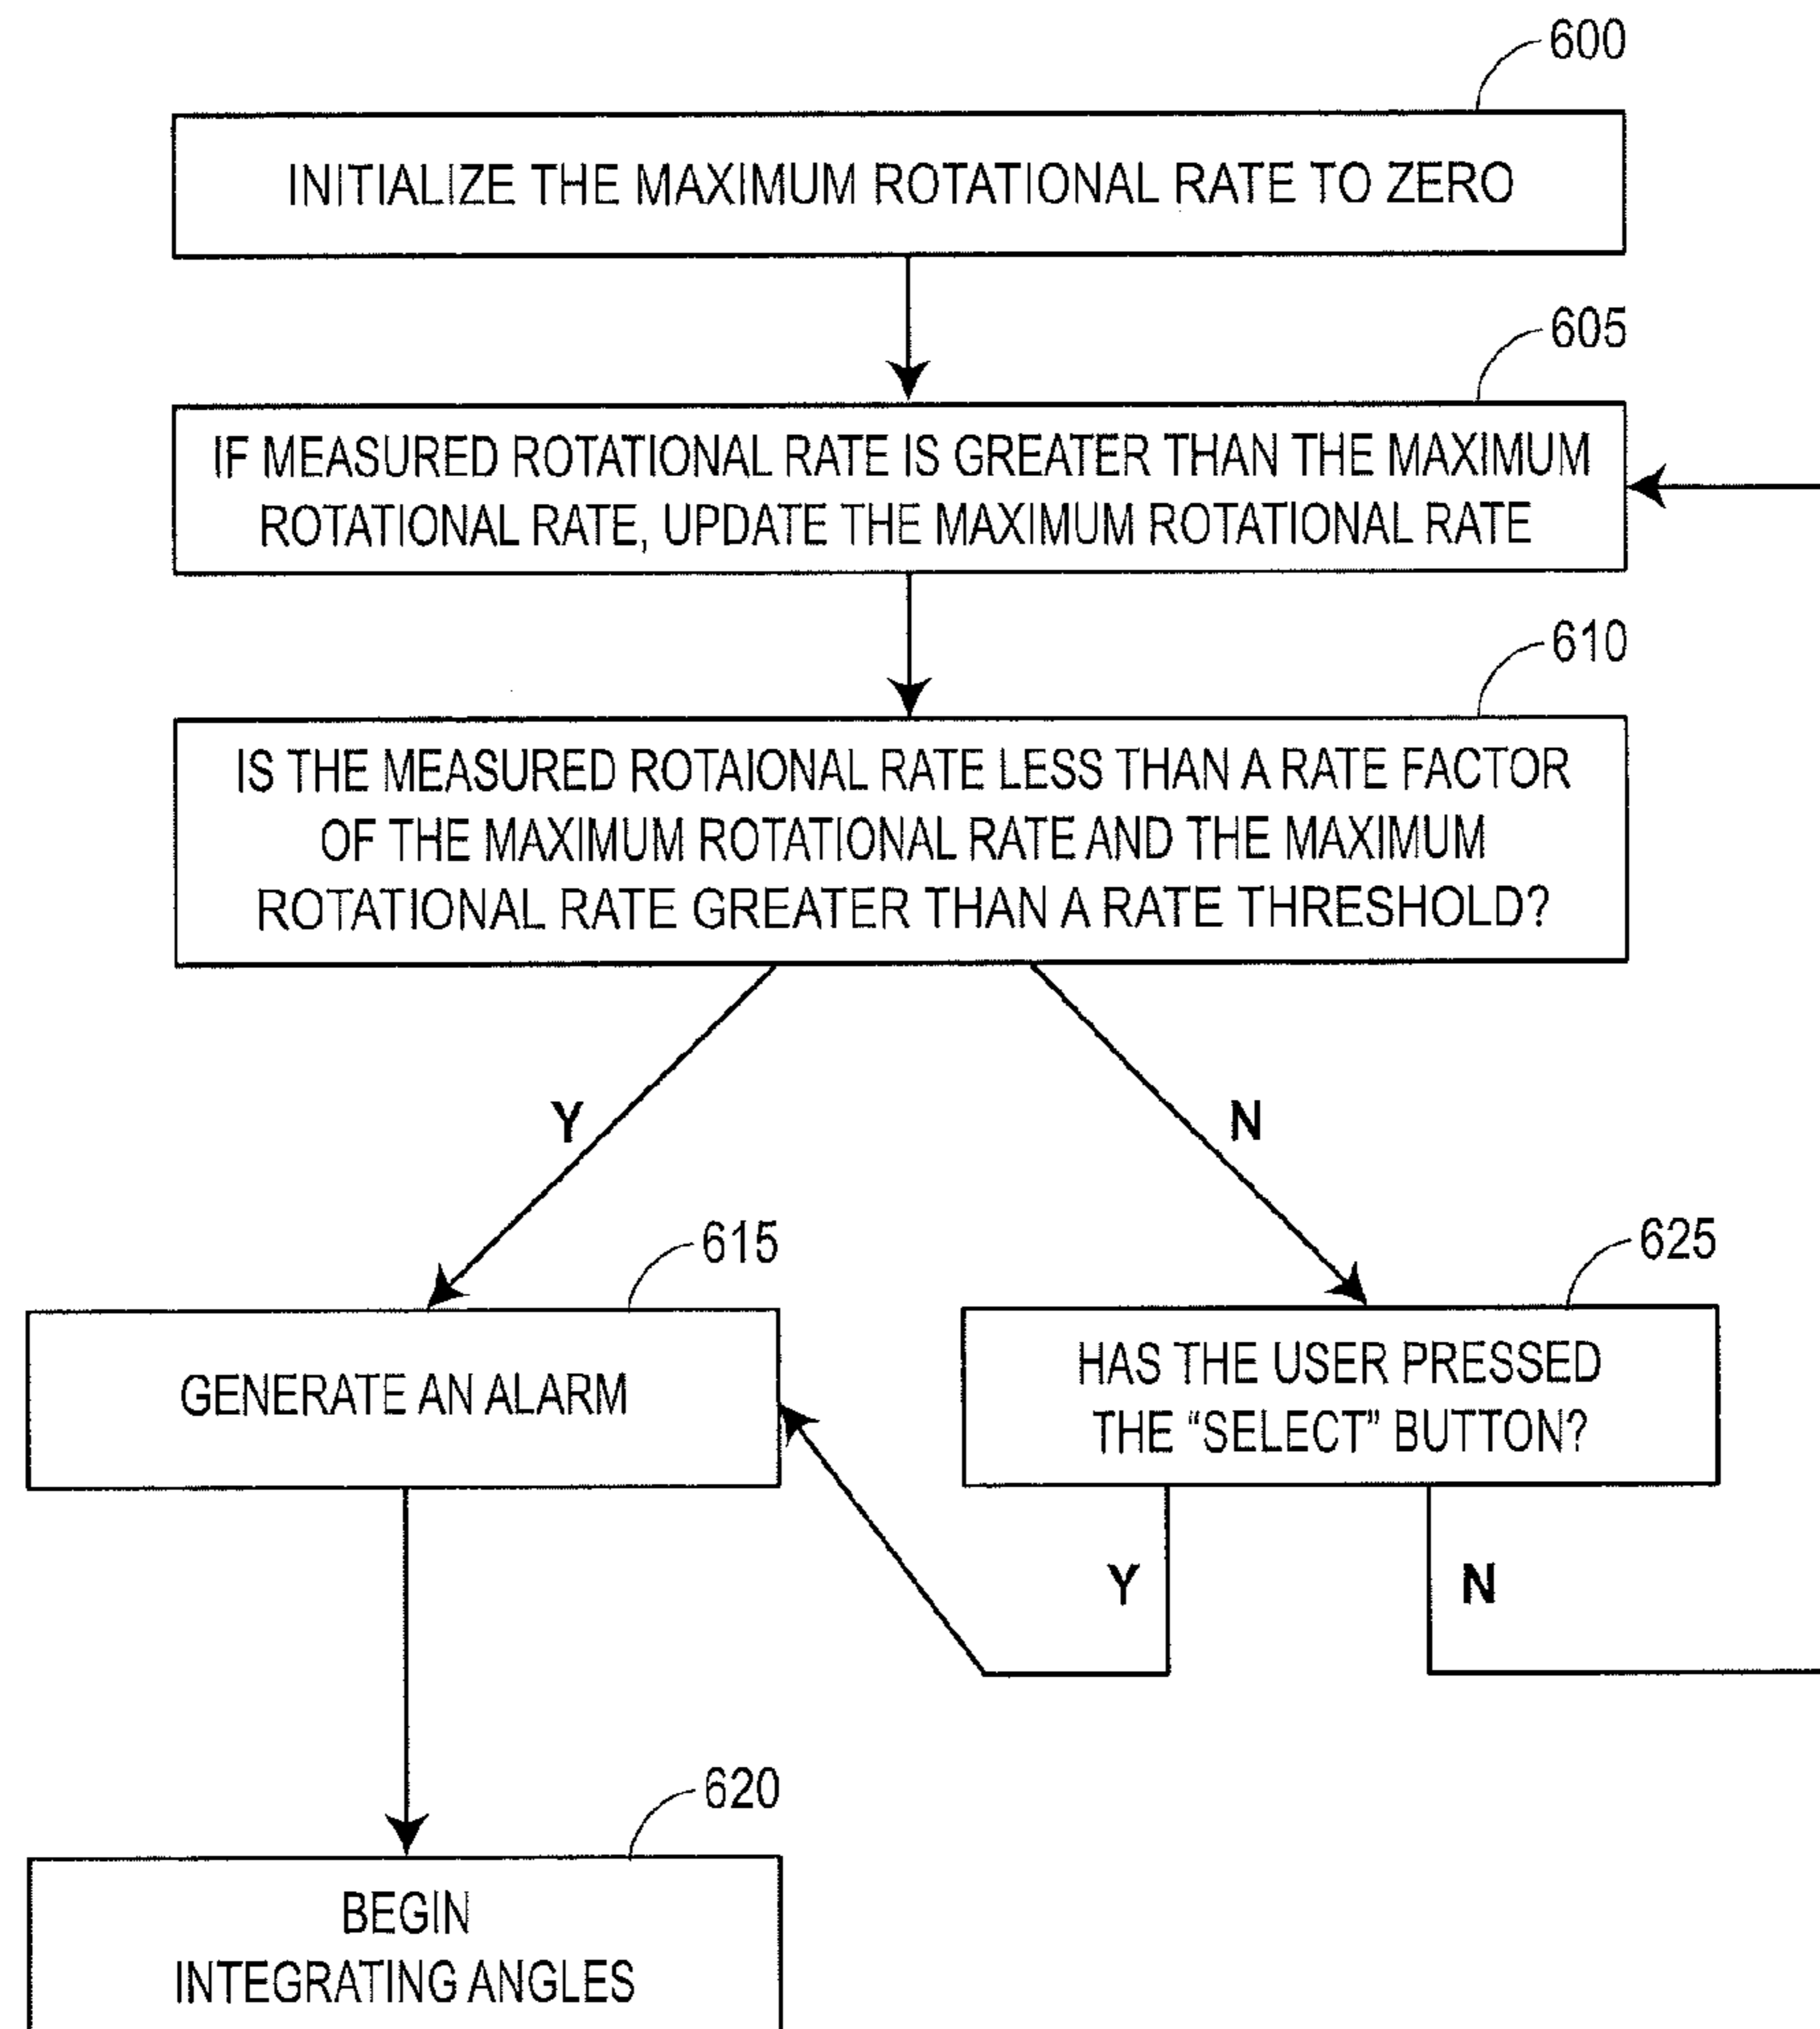 600
INITIALIZE THE MAXIMUM ROTATIONAL RATE TO ZERO
605
IF MEASURED ROTATIONAL RATE IS GREATER THAN THE MAXIMUM
ROTATIONAL RATE, UPDATE THE MAXIMUM ROTATIONAL RATE
610
IS THE MEASURED ROTAIONAL RATE LESS THAN A RATE FACTOR
OF THE MAXIMUM ROTATIONAL RATE AND THE MAXIMUM
ROTATIONAL RATE GREATER THAN A RATE THRESHOLD?
Y
N
615
GENERATE AN ALARM
625
HAS THE USER PRESSED
THE “SELECT” BUTTON?
Y
N
620
BEGIN
INTEGRATING ANGLES